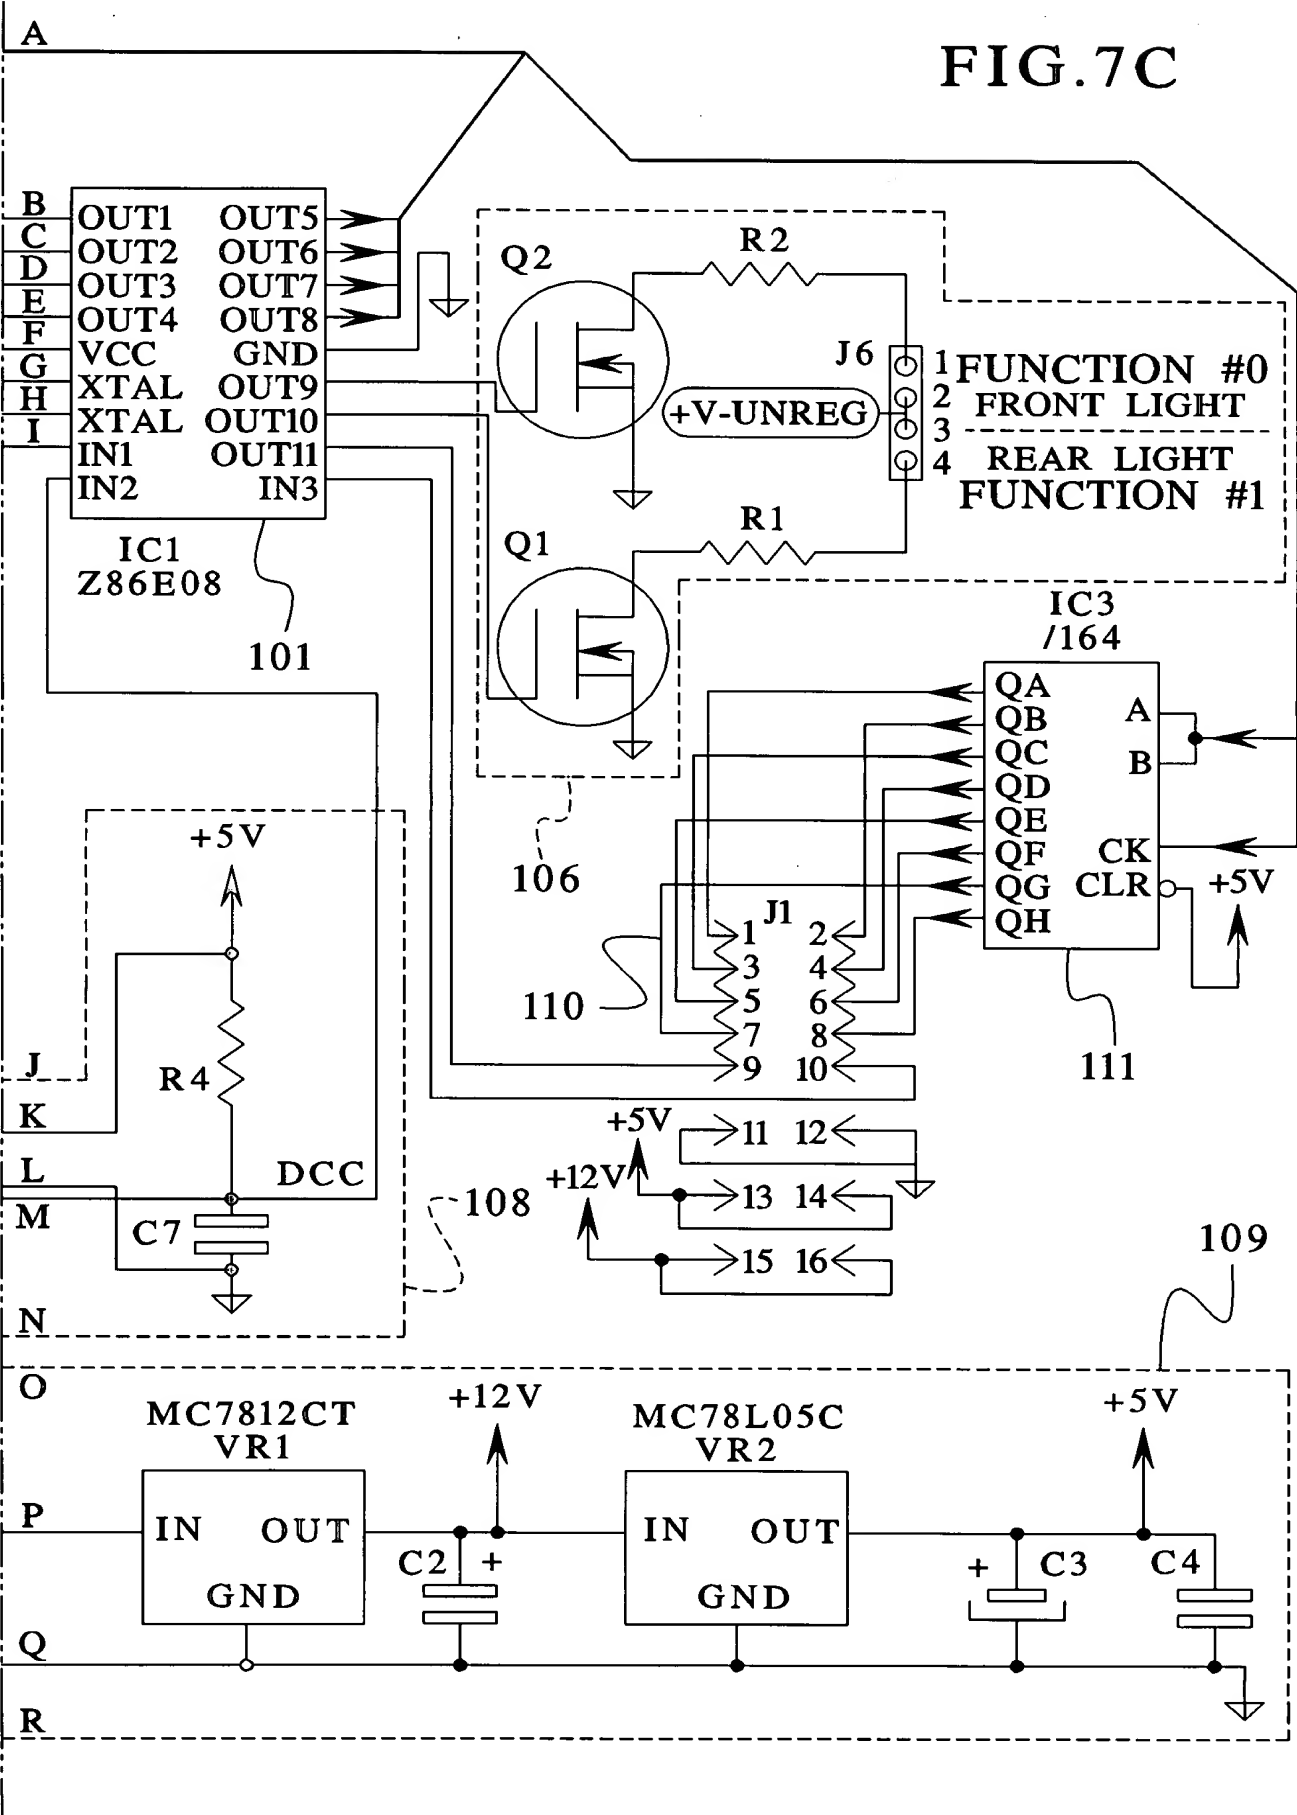 A
FIG.7C
B
C
D
E
F
G
H
I
OUT1 OUT5
OUT2 OUT6
OUT3 OUT7
OUT4 OUT8
VCC GND
XTAL OUT9
XTAL OUT10
IN1 OUT11
IN2 IN3
IC1
Z86E08
101
Q2
R2
J6
1
2
3
4
+V-UNREG
FUNCTION #0
FRONT LIGHT
REAR LIGHT
FUNCTION #1
Q1
R1
106
IC3
/164
QA
QB
QC
QD
QE
QF
QG
QH
A
B
CK
CLR
+5V
111
J1
110
1 2
3 4
5 6
7 8
9 10
11 12
13 14
15 16
+5V
+12V
+5V
R4
J
K
L
M
DCC
C7
108
N
109
O
MC7812CT
VR1
+12V
MC78L05C
VR2
+5V
P
IN OUT
GND
C2 +
IN OUT
GND
+ C3
C4
Q
R